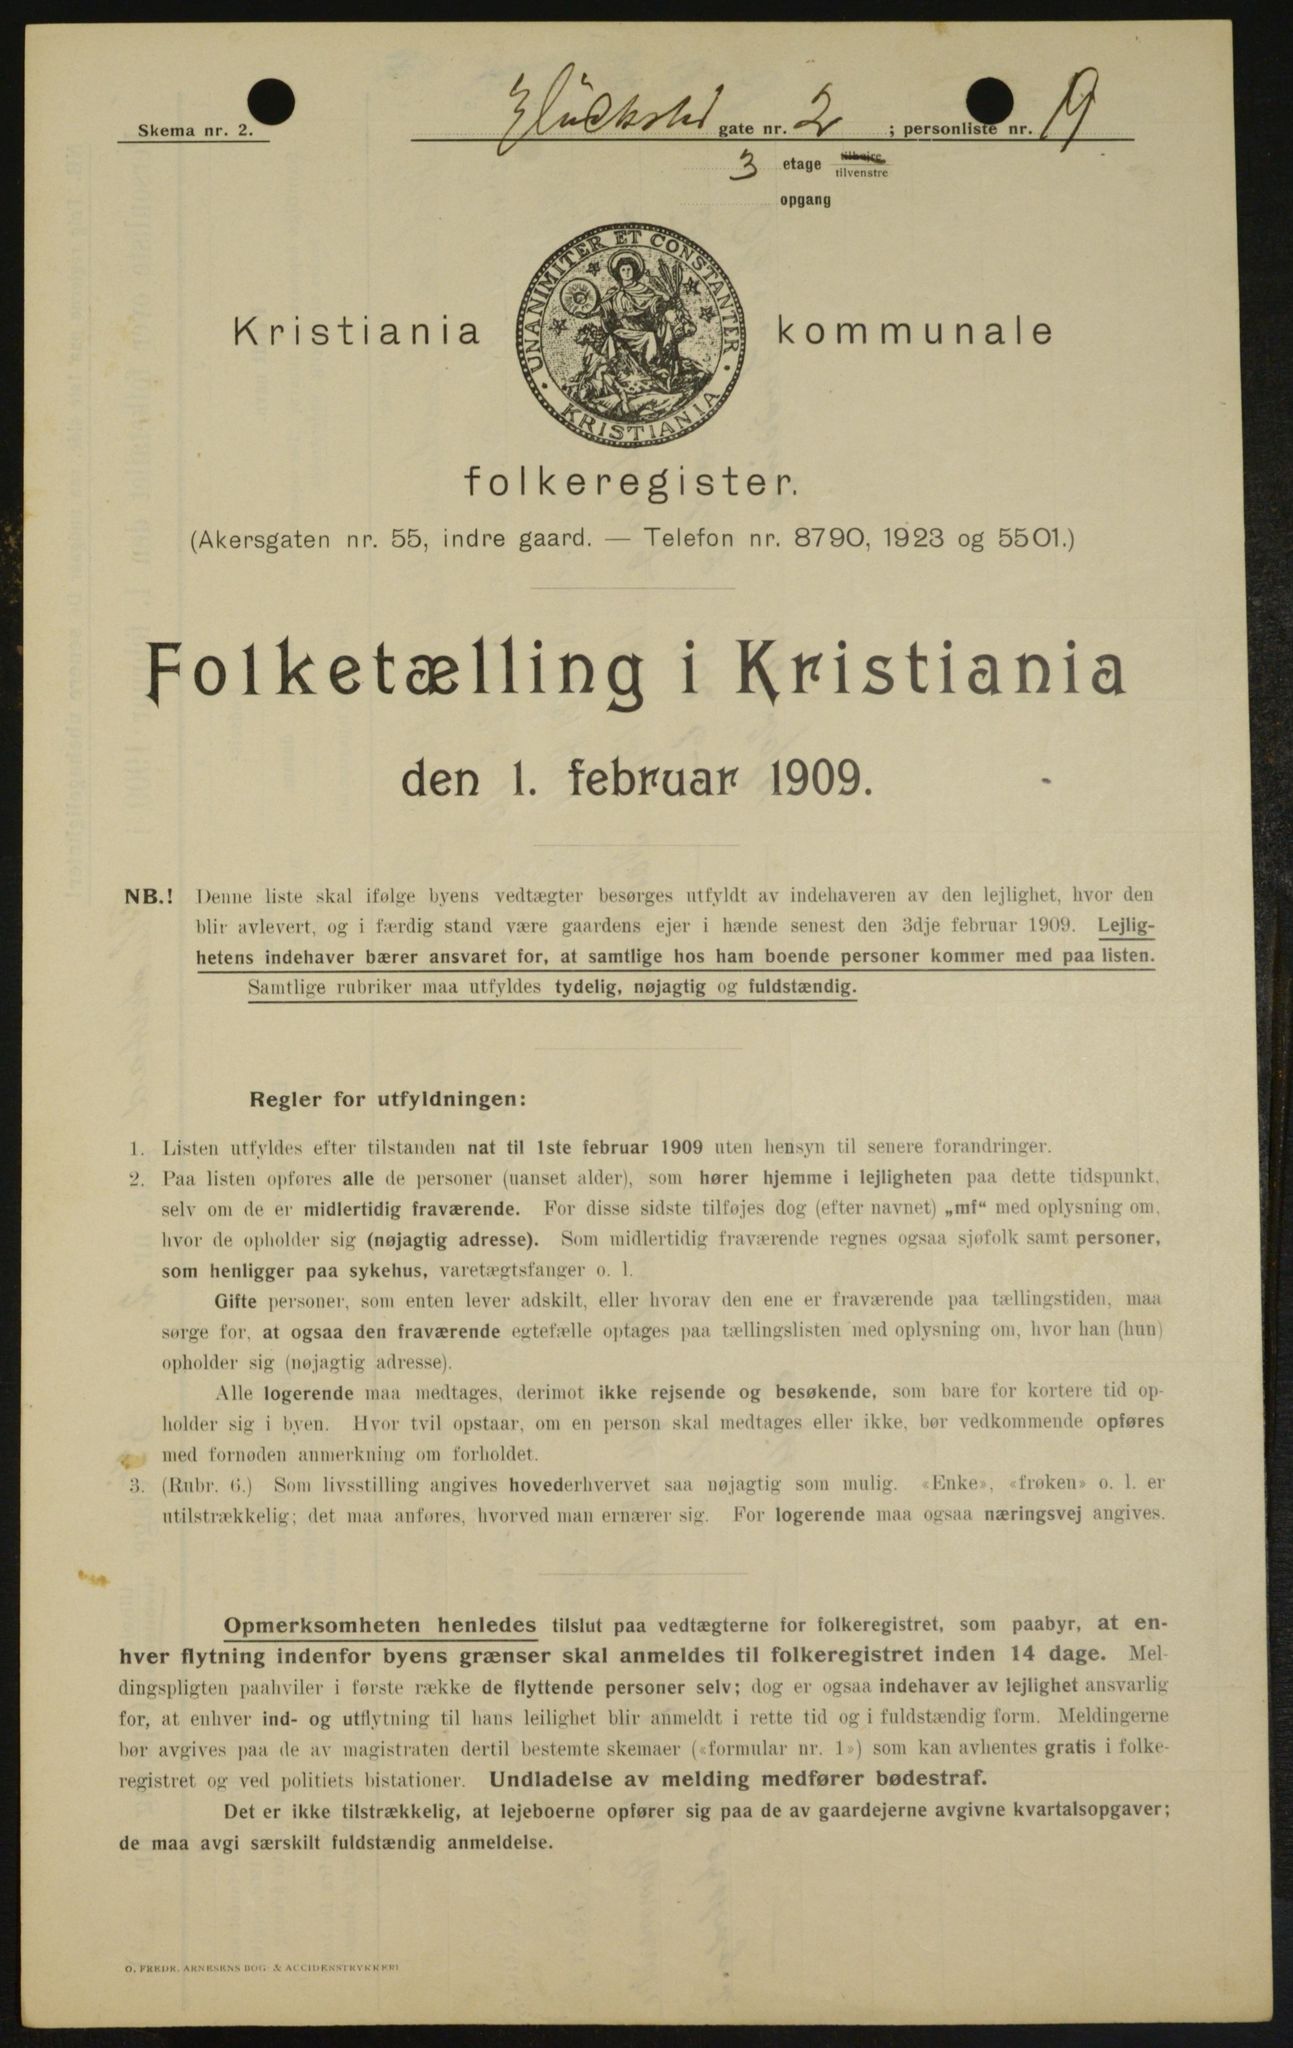 Skema nr. 2.
Glückstad gate nr. 2 ; personliste nr. 9
3 etage tilhøire
tilvenstre
opgang
UNANIMITER ET CONSTANTER
KRISTIANIA
Kristiania kommunale
folkeregister.
(Akersgaten nr. 55, indre gaard. — Telefon nr. 8790, 1923 og 5501.)
Folketælling i Kristiania
den 1. februar 1909.
NB.! Denne liste skal ifølge byens vedtægter besørges utfyldt av indehaveren av den lejlighet, hvor den
blir avlevert, og i færdig stand være gaardens ejer i hænde senest den 3dje februar 1909. Lejlig-
hetens indehaver bærer ansvaret for, at samtlige hos ham boende personer kommer med paa listen.
Samtlige rubriker maa utfyldes tydelig, nøjagtig og fuldstændig.
Regler for utfyldningen:
1. Listen utfyldes efter tilstanden nat til 1ste februar 1909 uten hensyn til senere forandringer.
2. Paa listen opføres alle de personer (uanset alder), som hører hjemme i lejligheten paa dette tidspunkt,
selv om de er midlertidig fraværende. For disse sidste tilføjes dog (efter navnet) „mf“ med oplysning om,
hvor de opholder sig (nøjagtig adresse). Som midlertidig fraværende regnes ogsaa sjøfolk samt personer,
som henligger paa sykehus, varetægtsfanger o. l.
Gifte personer, som enten lever adskilt, eller hvorav den ene er fraværende paa tællingstiden, maa
sørge for, at ogsaa den fraværende egtefælle optages paa tællingslisten med oplysning om, hvor han (hun)
opholder sig (nøjagtig adresse).
Alle logerende maa medtages, derimot ikke rejsende og besøkende, som bare for kortere tid op-
holder sig i byen. Hvor tvil opstaar, om en person skal medtages eller ikke, bør vedkommende opføres
med fornøden anmerkning om forholdet.
3. (Rubr. 6.) Som livsstilling angives hovederhvervet saa nøjagtig som mulig. «Enke», «frøken» o. l. er
utilstrækkelig; det maa anføres, hvorved man ernærer sig. For logerende maa ogsaa næringsvej angives.
Opmerksomheten henledes tilslut paa vedtægterne for folkeregistret, som paabyr, at en-
hver flytning indenfor byens grænser skal anmeldes til folkeregistret inden 14 dage. Mel-
dingspligten paahviler i første række de flyttende personer selv; dog er ogsaa indehaver av lejlighet ansvarlig
for, at enhver ind- og utflytning til hans leilighet blir anmeldt i rette tid og i fuldstændig form. Meldingerne
bør avgives paa de av magistraten dertil bestemte skemaer («formular nr. 1») som kan avhentes gratis i folke-
registret og ved politiets bistationer. Undladelse av melding medfører bødestraf.
Det er ikke tilstrækkelig, at lejeboerne opfører sig paa de av gaardejerne avgivne kvartalsopgaver;
de maa avgi særskilt fuldstændig anmeldelse.
O. FREDR. ARNESENS BOG- & ACCIDENSTRYKKERI